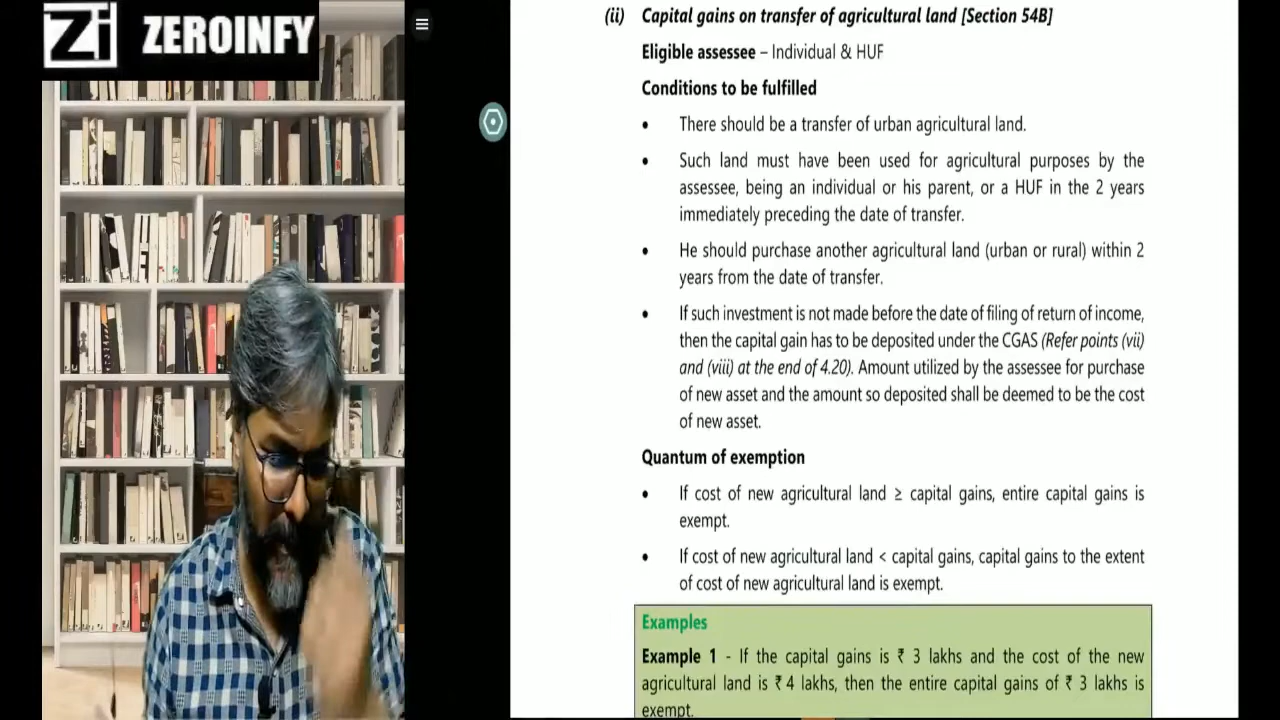 Zi ZEROINFY
(ii) Capital gains on transfer of agricultural land [Section 54B]
Eligible assessee – Individual & HUF
Conditions to be fulfilled
• There should be a transfer of urban agricultural land.
• Such land must have been used for agricultural purposes by the
assessee, being an individual or his parent, or a HUF in the 2 years
immediately preceding the date of transfer.
• He should purchase another agricultural land (urban or rural) within 2
years from the date of transfer.
• If such investment is not made before the date of filing of return of income,
then the capital gain has to be deposited under the CGAS (Refer points (vii)
and (viii) at the end of 4.20). Amount utilized by the assessee for purchase
of new asset and the amount so deposited shall be deemed to be the cost
of new asset.
Quantum of exemption
• If cost of new agricultural land ≥ capital gains, entire capital gains is
exempt.
• If cost of new agricultural land < capital gains, capital gains to the extent
of cost of new agricultural land is exempt.
Examples
Example 1 - If the capital gains is ₹ 3 lakhs and the cost of the new
agricultural land is ₹ 4 lakhs, then the entire capital gains of ₹ 3 lakhs is
exempt.